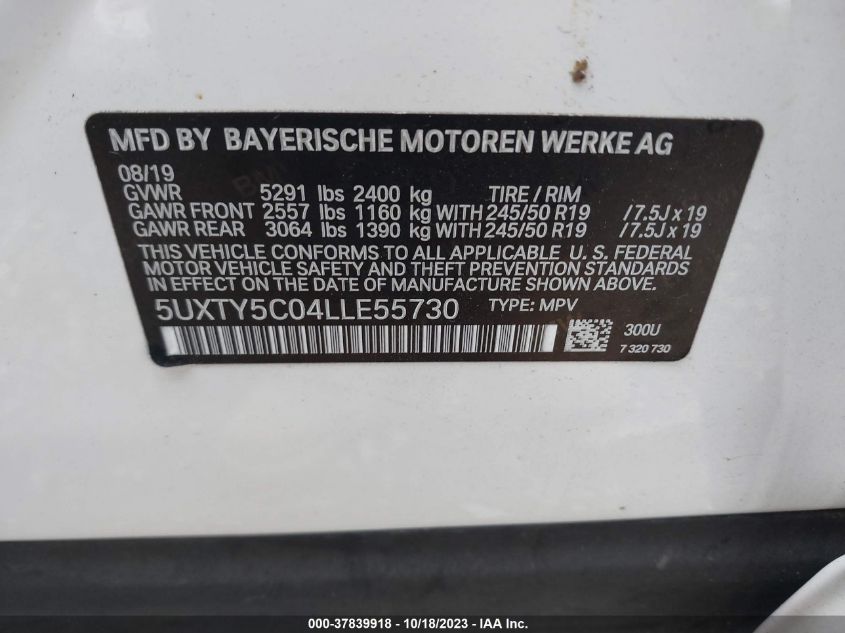 MFD BY BAYERISCHE MOTOREN WERKE AG
08/19
GVWR 5291 lbs 2400 kg TIRE / RIM
GAWR FRONT 2557 lbs 1160 kg WITH 245/50 R19 /7.5J x 19
GAWR REAR 3064 lbs 1390 kg WITH 245/50 R19 /7.5J x 19
THIS VEHICLE CONFORMS TO ALL APPLICABLE U. S. FEDERAL
MOTOR VEHICLE SAFETY AND THEFT PREVENTION STANDARDS
IN EFFECT ON THE DATE OF MANUFACTURE SHOWN ABOVE.
5UXTY5C04LLE55730 TYPE: MPV
300U
7 320 730
000-37839918 - 10/18/2023 - IAA Inc.